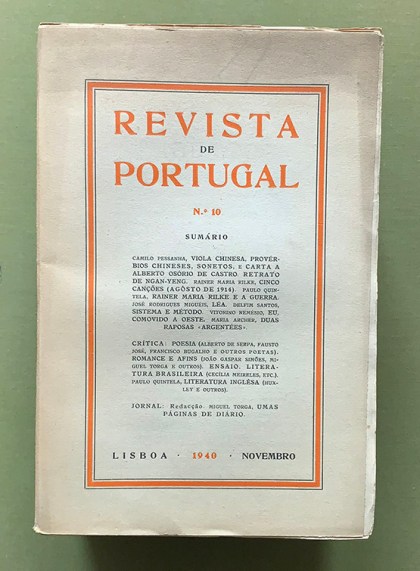 REVISTA
DE
PORTUGAL
N.º 10
SUMÁRIO
CAMILO PESSANHA, VIOLA CHINESA, PROVÉR-
BIOS CHINESES, SONETOS, E CARTA A
ALBERTO OSÓRIO DE CASTRO. RETRATO
DE NGAN-YENG. RAINER MARIA RILKE, CINCO
CANÇÕES (AGÔSTO DE 1914). PAULO QUIN-
TELA, RAINER MARIA RILKE E A GUERRA.
JOSÉ RODRIGUES MIGUÉIS, LÉA. DELFIM SANTOS,
SISTEMA E MÉTODO. VITORINO NEMÉSIO, EU,
COMOVIDO A OESTE. MARIA ARCHER, DUAS
RAPOSAS «ARGENTÉES».
CRÍTICA: POESIA (ALBERTO DE SERPA, FAUSTO
JOSÉ, FRANCISCO BUGALHO E OUTROS POETAS).
ROMANCE E AFINS (JOÃO GASPAR SIMÕES, MI-
GUEL TORGA E OUTROS). ENSAIO. LITERA-
TURA BRASILEIRA (CECÍLIA MEIRELES, ETC.)
PAULO QUINTELA, LITERATURA INGLÊSA (HUX-
LEY E OUTROS).
JORNAL: Redacção MIGUEL TORGA, UMAS
PÁGINAS DE DIÁRIO.
LISBOA · 1940 · NOVEMBRO